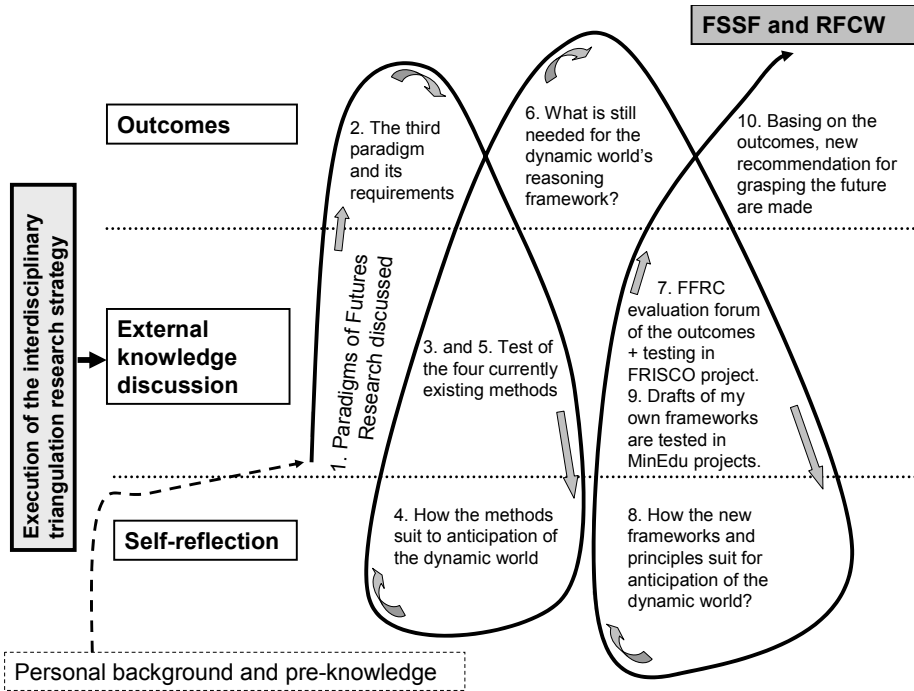 FSSF and RFCW
Outcomes
2. The third
paradigm
and its
requirements
6. What is still
needed for the
dynamic world's
reasoning
framework?
10. Basing on the
outcomes, new
recommendation for
grasping the future
are made
Execution of the interdisciplinary
triangulation research strategy
External
knowledge
discussion
1. Paradigms of Futures
Research discussed
3. and 5. Test of
the four currently
existing methods
7. FFRC
evaluation forum
of the outcomes
+ testing in
FRISCO project.
9. Drafts of my
own frameworks
are tested in
MinEdu projects.
Self-reflection
4. How the methods
suit to anticipation of
the dynamic world
8. How the new
frameworks and
principles suit for
anticipation of the
dynamic world?
Personal background and pre-knowledge